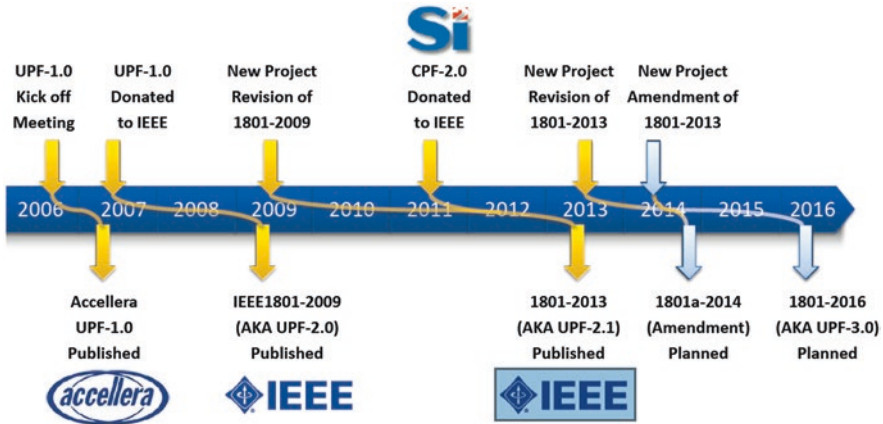 Si
UPF-1.0
Kick off
Meeting
UPF-1.0
Donated
to IEEE
New Project
Revision of
1801-2009
CPF-2.0
Donated
to IEEE
New Project
Revision of
1801-2013
New Project
Amendment of
1801-2013
2006 2007 2008 2009 2010 2011 2012 2013 2014 2015 2016
Accellera
UPF-1.0
Published
accellera
IEEE1801-2009
(AKA UPF-2.0)
Published
IEEE
1801-2013
(AKA UPF-2.1)
Published
IEEE
1801a-2014
(Amendment)
Planned
1801-2016
(AKA UPF-3.0)
Planned